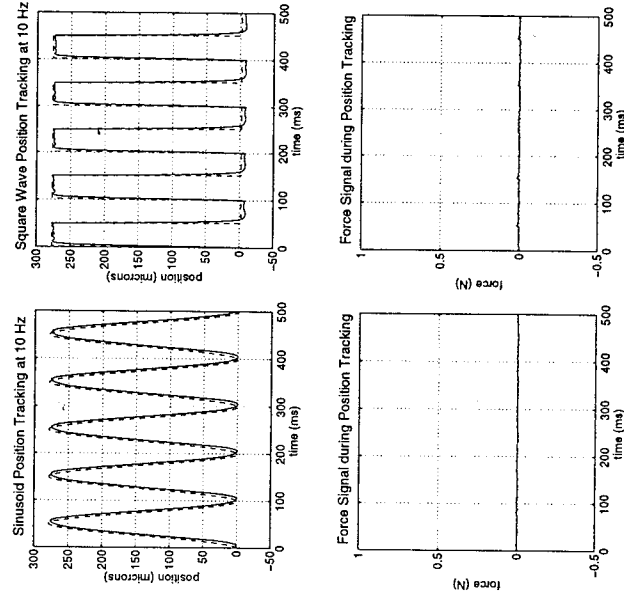 Sinusoid Position Tracking at 10 Hz
300
250
200
150
100
50
0
-50
position (microns)
0 100 200 300 400 500
time (ms)
Square Wave Position Tracking at 10 Hz
300
250
200
150
100
50
0
-50
position (microns)
0 100 200 300 400 500
time (ms)
Force Signal during Position Tracking
1
0.5
0
-0.5
force (N)
0 100 200 300 400 500
time (ms)
Force Signal during Position Tracking
1
0.5
0
-0.5
force (N)
0 100 200 300 400 500
time (ms)